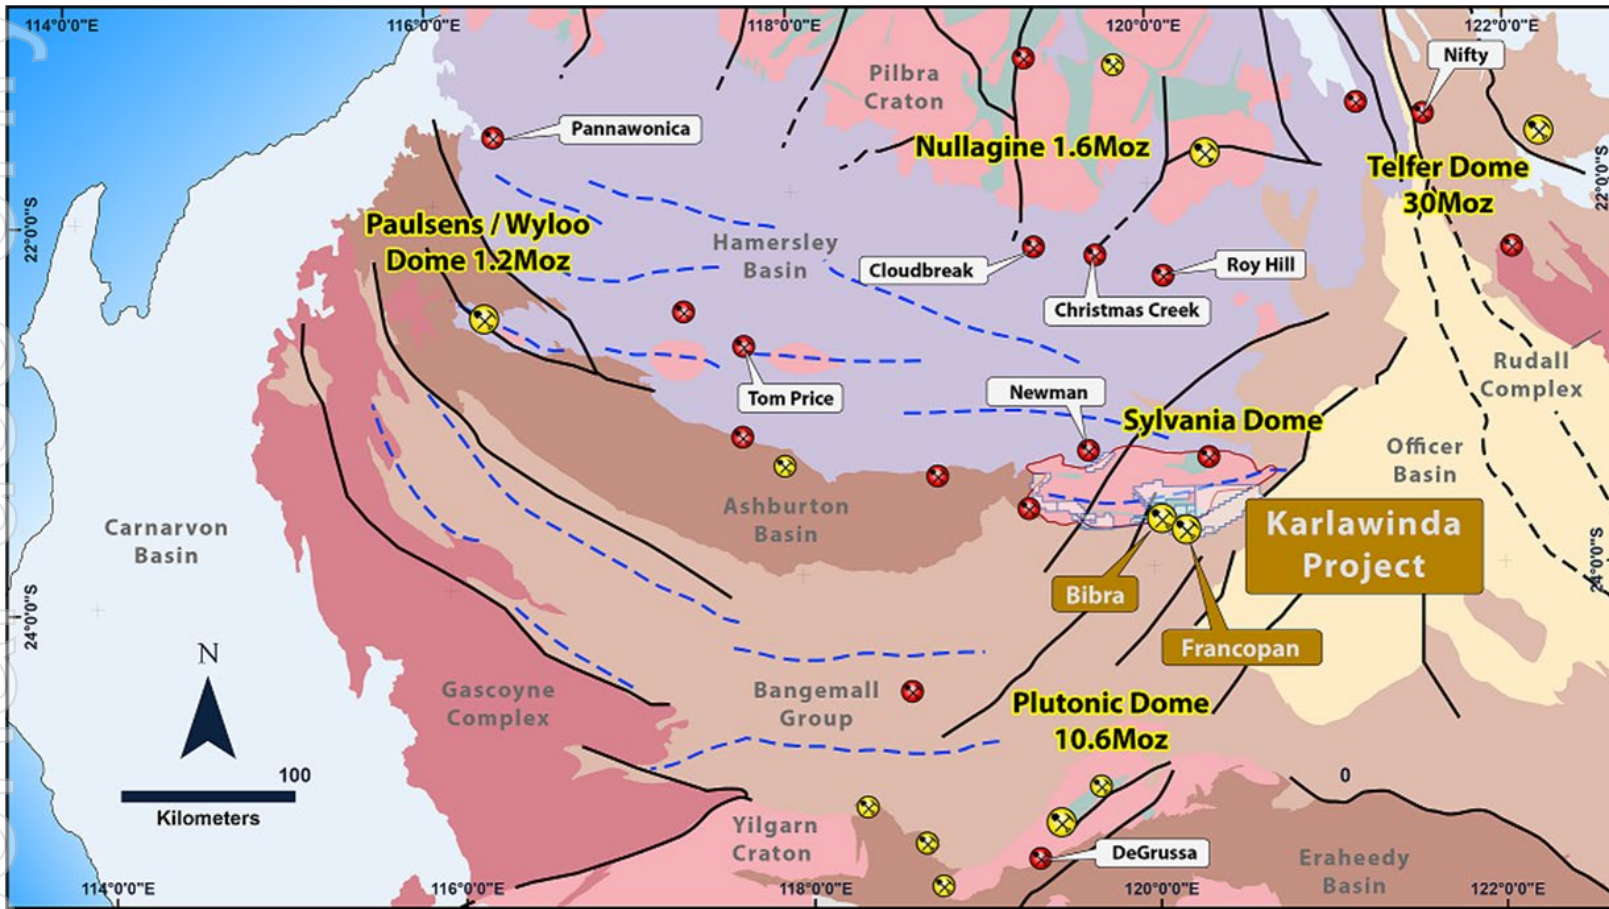 114°0'0"E
116°0'0"E
118°0'0"E
120°0'0"E
122°0'0"E
Nifty
Pilbra
Craton
Pannawonica
Nullagine 1.6Moz
Telfer Dome
30Moz
22°0'0"S
22°0'0"S
Paulsens / Wyloo
Dome 1.2Moz
Hamersley
Basin
Cloudbreak
Roy Hill
Christmas Creek
Rudall
Complex
Tom Price
Newman
Sylvania Dome
Officer
Basin
Ashburton
Basin
Carnarvon
Basin
Karlawinda
Project
24°0'0"S
24°0'0"S
Bibra
Francopan
N
Gascoyne
Complex
Bangemall
Group
Plutonic Dome
10.6Moz
100
0
Kilometers
Yilgarn
Craton
DeGrussa
Eraheedy
Basin
114°0'0"E
116°0'0"E
118°0'0"E
120°0'0"E
122°0'0"E